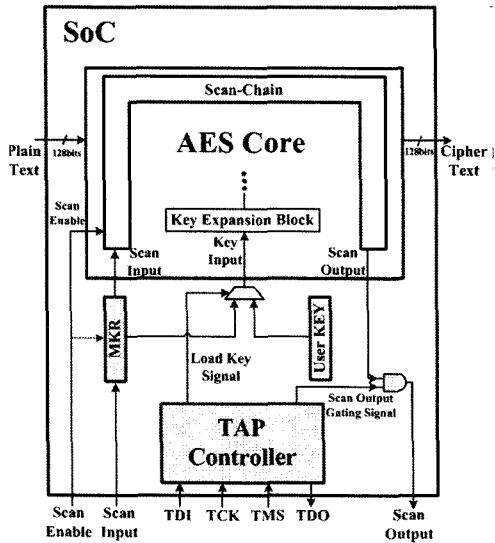 SoC
Scan-Chain
AES Core
128bits
128bits
Plain
Text
Cipher
Text
Key Expansion Block
Scan
Enable
Scan
Input
Key
Input
Scan
Output
MKR
User KEY
Load Key
Signal
Scan Output
Gating Signal
TAP
Controller
Scan
Enable
Scan
Input
TDI
TCK
TMS
TDO
Scan
Output